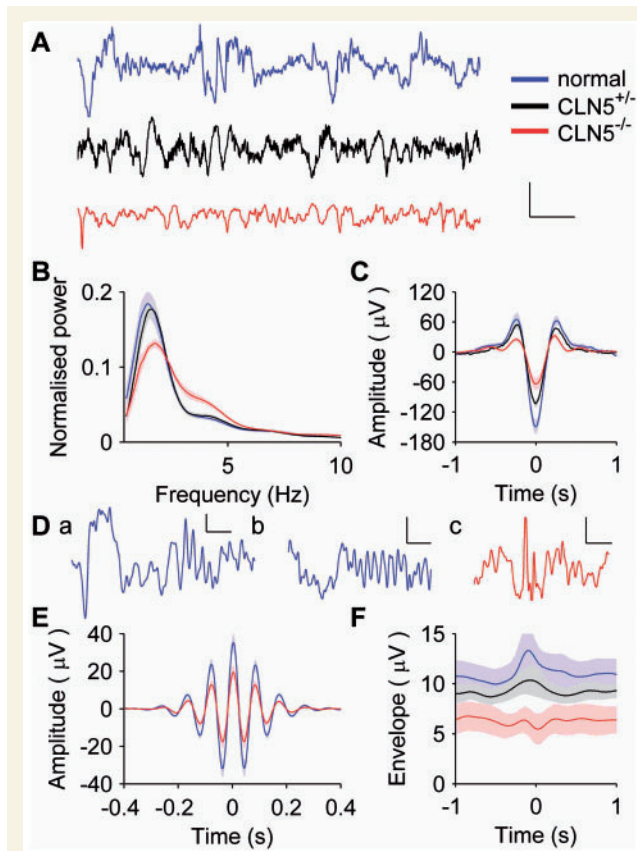 A
normal
CLN5+/-
CLN5-/-
B
Normalised power
0.2
0.1
0
5
10
Frequency (Hz)
C
Amplitude ( µV )
120
60
0
-60
-120
-180
-1
0
1
Time (s)
D a
b
c
E
Amplitude ( µV )
40
20
0
-20
-40
-0.4
-0.2
0
0.2
0.4
Time (s)
F
Envelope ( µV )
15
10
5
0
-1
0
1
Time (s)